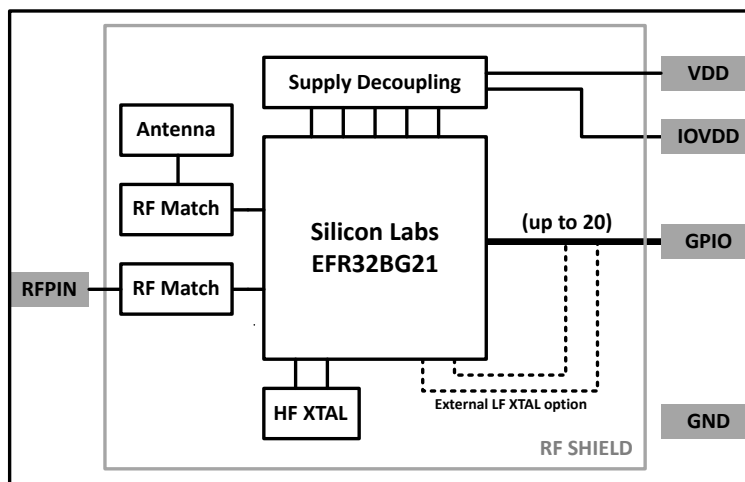 Supply Decoupling
VDD
Antenna
IOVDD
RF Match
Silicon Labs
EFR32BG21
(up to 20)
GPIO
RFPIN
RF Match
HF XTAL
External LF XTAL option
GND
RF SHIELD